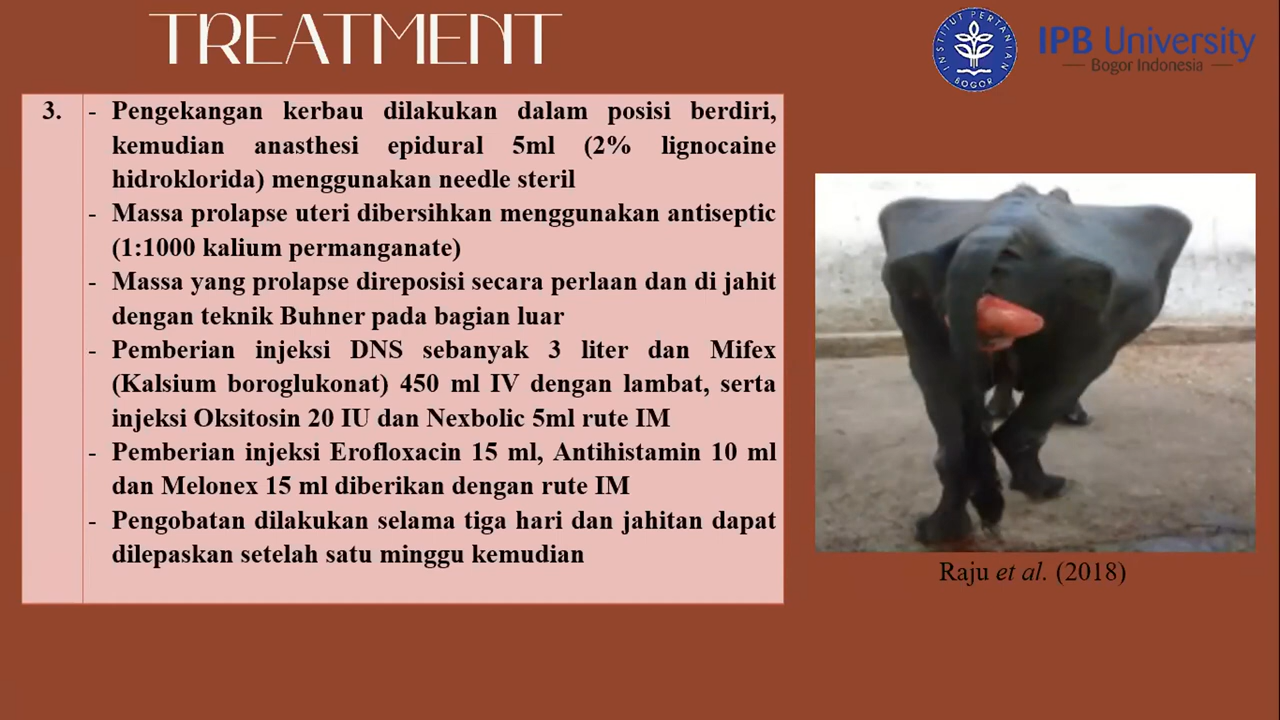 TREATMENT
INSTITUT PERTANIAN
BOGOR
IPB University
Bogor Indonesia
3. - Pengekangan kerbau dilakukan dalam posisi berdiri,
kemudian anasthesi epidural 5ml (2% lignocaine
hidroklorida) menggunakan needle steril
- Massa prolapse uteri dibersihkan menggunakan antiseptic
(1:1000 kalium permanganate)
- Massa yang prolapse direposisi secara perlaan dan di jahit
dengan teknik Buhner pada bagian luar
- Pemberian injeksi DNS sebanyak 3 liter dan Mifex
(Kalsium boroglukonat) 450 ml IV dengan lambat, serta
injeksi Oksitosin 20 IU dan Nexbolic 5ml rute IM
- Pemberian injeksi Erofloxacin 15 ml, Antihistamin 10 ml
dan Melonex 15 ml diberikan dengan rute IM
- Pengobatan dilakukan selama tiga hari dan jahitan dapat
dilepaskan setelah satu minggu kemudian
Raju et al. (2018)